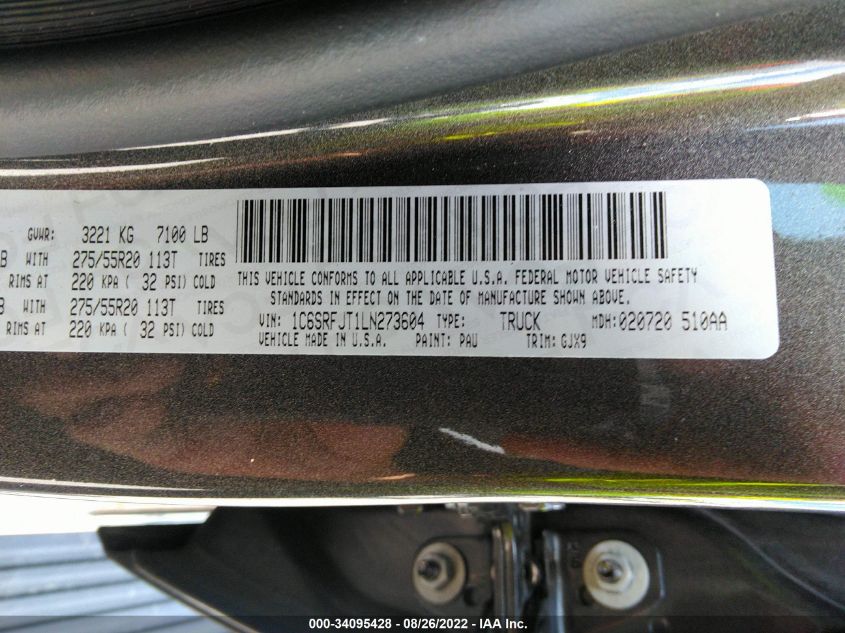 GVWR: 3221 KG 7100 LB
B WITH 275/55R20 113T TIRES
RIMS AT 220 KPA ( 32 PSI) COLD
B WITH 275/55R20 113T TIRES
RIMS AT 220 KPA ( 32 PSI) COLD
THIS VEHICLE CONFORMS TO ALL APPLICABLE U.S.A. FEDERAL MOTOR VEHICLE SAFETY
STANDARDS IN EFFECT ON THE DATE OF MANUFACTURE SHOWN ABOVE.
VIN: 1C6SRFJT1LN273604 TYPE: TRUCK MDH:020720 510AA
VEHICLE MADE IN U.S.A. PAINT: PAU TRIM: GJX9
000-34095428 - 08/26/2022 - IAA Inc.